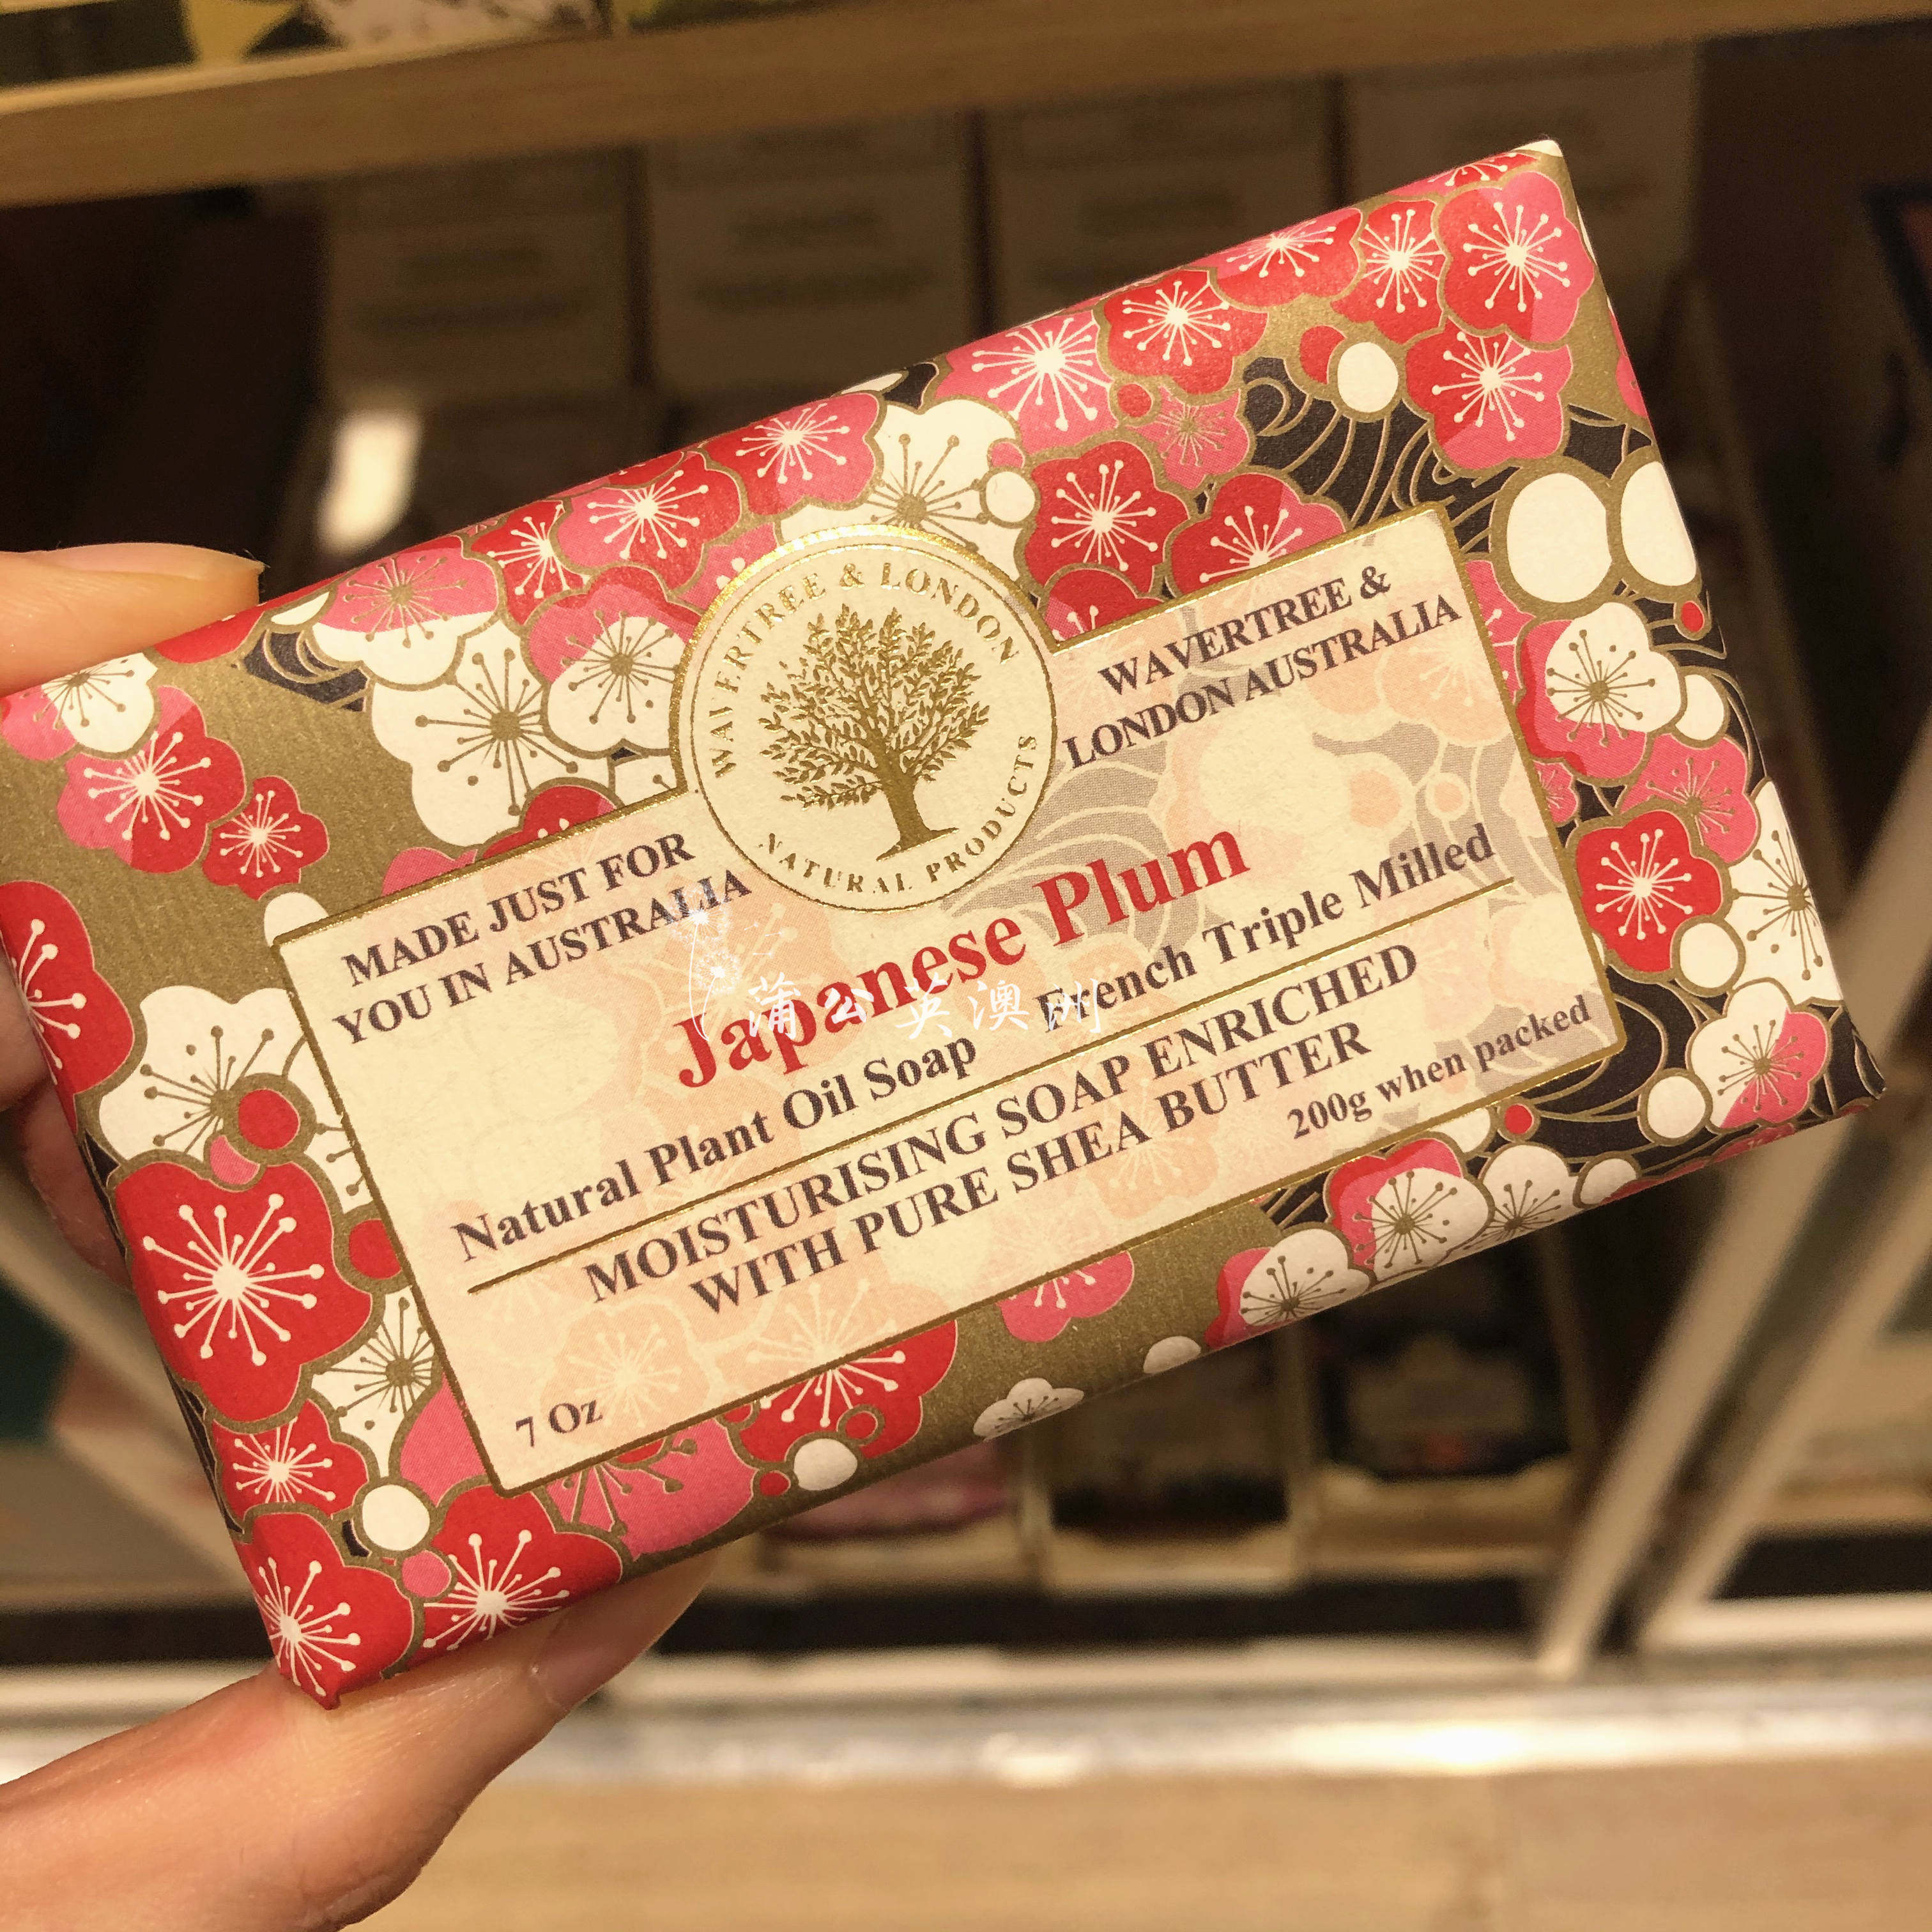 WAVERTREE & LONDON
NATURAL PRODUCTS
MADE JUST FOR
YOU IN AUSTRALIA
WAVERTREE &
LONDON AUSTRALIA
Japanese Plum
蒲公英澳洲
Natural Plant Oil Soap French Triple Milled
MOISTURISING SOAP ENRICHED
WITH PURE SHEA BUTTER
7 Oz
200g when packed